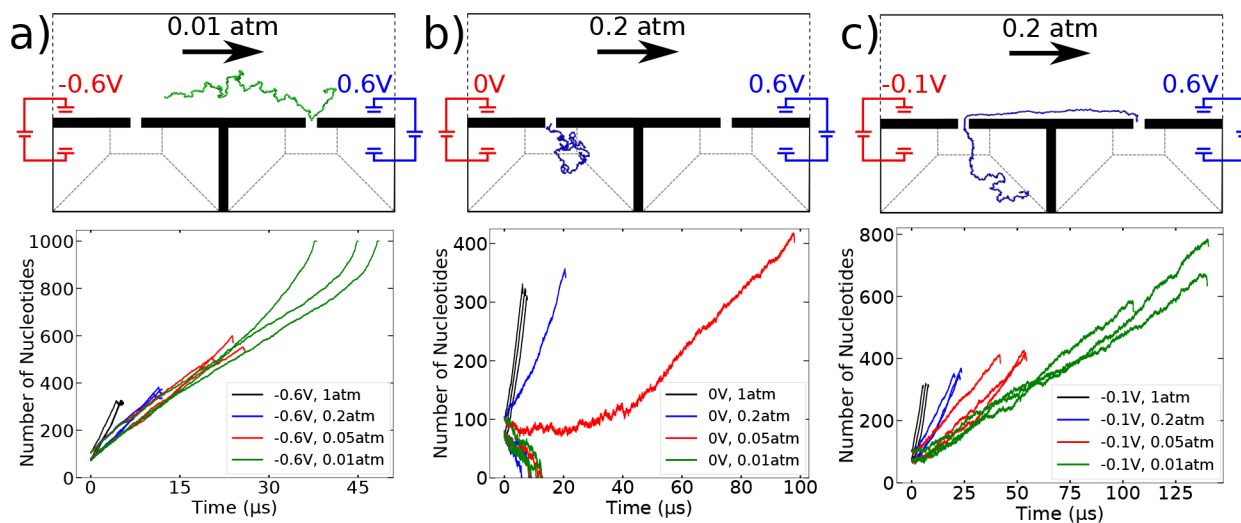 a)
0.01 atm
-0.6V
0.6V
Number of Nucleotides
1000
800
600
400
200
0
0
15
30
45
Time (µs)
-0.6V, 1atm
-0.6V, 0.2atm
-0.6V, 0.05atm
-0.6V, 0.01atm
b)
0.2 atm
0V
0.6V
Number of Nucleotides
400
300
200
100
0
0
20
40
60
80
100
Time (µs)
0V, 1atm
0V, 0.2atm
0V, 0.05atm
0V, 0.01atm
c)
0.2 atm
-0.1V
0.6V
Number of Nucleotides
800
600
400
200
0
0
25
50
75
100
125
Time (µs)
-0.1V, 1atm
-0.1V, 0.2atm
-0.1V, 0.05atm
-0.1V, 0.01atm